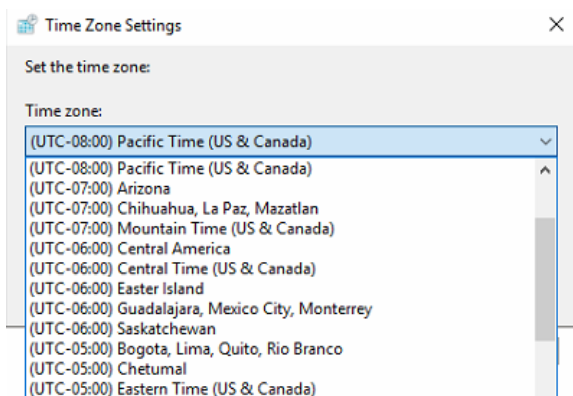 Time Zone Settings
Set the time zone:
Time zone:
(UTC-08:00) Pacific Time (US & Canada)
(UTC-08:00) Pacific Time (US & Canada)
(UTC-07:00) Arizona
(UTC-07:00) Chihuahua, La Paz, Mazatlan
(UTC-07:00) Mountain Time (US & Canada)
(UTC-06:00) Central America
(UTC-06:00) Central Time (US & Canada)
(UTC-06:00) Easter Island
(UTC-06:00) Guadalajara, Mexico City, Monterrey
(UTC-06:00) Saskatchewan
(UTC-05:00) Bogota, Lima, Quito, Rio Branco
(UTC-05:00) Chetumal
(UTC-05:00) Eastern Time (US & Canada)